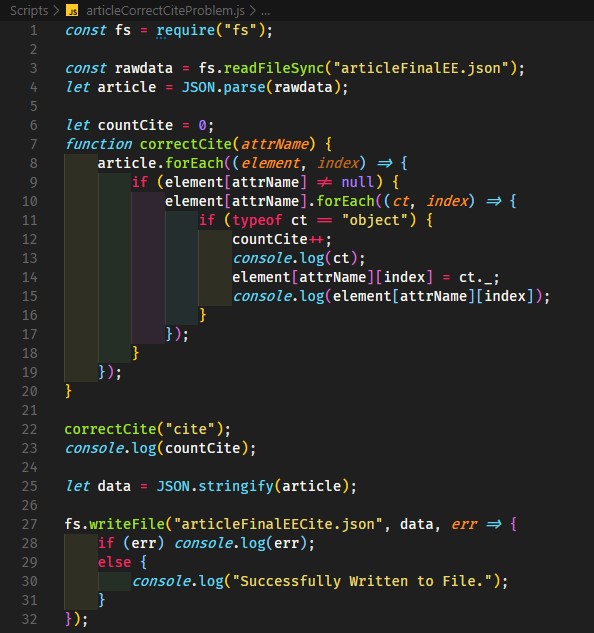 Scripts > JS articleCorrectCiteProblem.js > ...
1 const fs = require("fs");
2
3 const rawdata = fs.readFileSync("articleFinalEE.json");
4 let article = JSON.parse(rawdata);
5
6 let countCite = 0;
7 function correctCite(attrName) {
8 article.forEach((element, index) => {
9 if (element[attrName] != null) {
10 element[attrName].forEach((ct, index) => {
11 if (typeof ct == "object") {
12 countCite++;
13 console.log(ct);
14 element[attrName][index] = ct._;
15 console.log(element[attrName][index]);
16 }
17 });
18 }
19 });
20 }
21
22 correctCite("cite");
23 console.log(countCite);
24
25 let data = JSON.stringify(article);
26
27 fs.writeFile("articleFinalEECite.json", data, err => {
28 if (err) console.log(err);
29 else {
30 console.log("Successfully Written to File.");
31 }
32 });